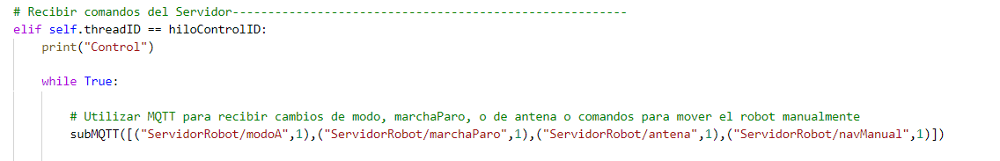 # Recibir comandos del Servidor--------------------------------------------------------
elif self.threadID == hiloControlID:
print("Control")
while True:
# Utilizar MQTT para recibir cambios de modo, marchaParo, o de antena o comandos para mover el robot manualmente
subMQTT([("ServidorRobot/modoA",1),("ServidorRobot/marchaParo",1),("ServidorRobot/antena",1),("ServidorRobot/navManual",1)])